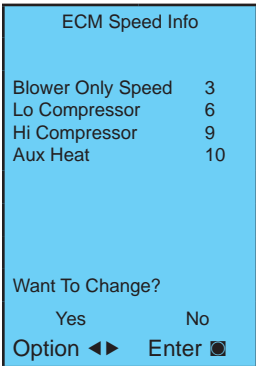 ECM Speed Info
Blower Only Speed 3
Lo Compressor 6
Hi Compressor 9
Aux Heat 10
Want To Change?
Yes No
Option ◀▶ Enter ◙